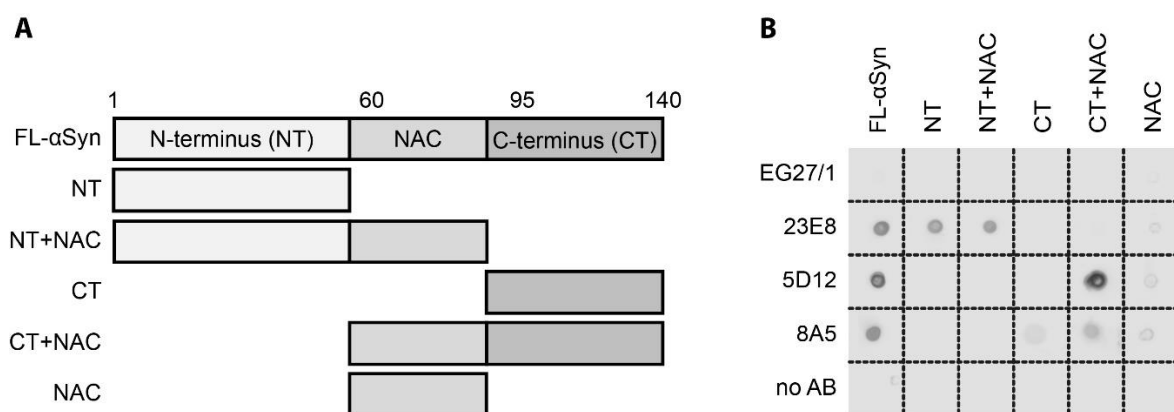 A
1 60 95 140
FL-αSyn N-terminus (NT) NAC C-terminus (CT)
NT
NT+NAC
CT
CT+NAC
NAC
B
FL-αSyn NT NT+NAC CT CT+NAC NAC
EG27/1
23E8
5D12
8A5
no AB